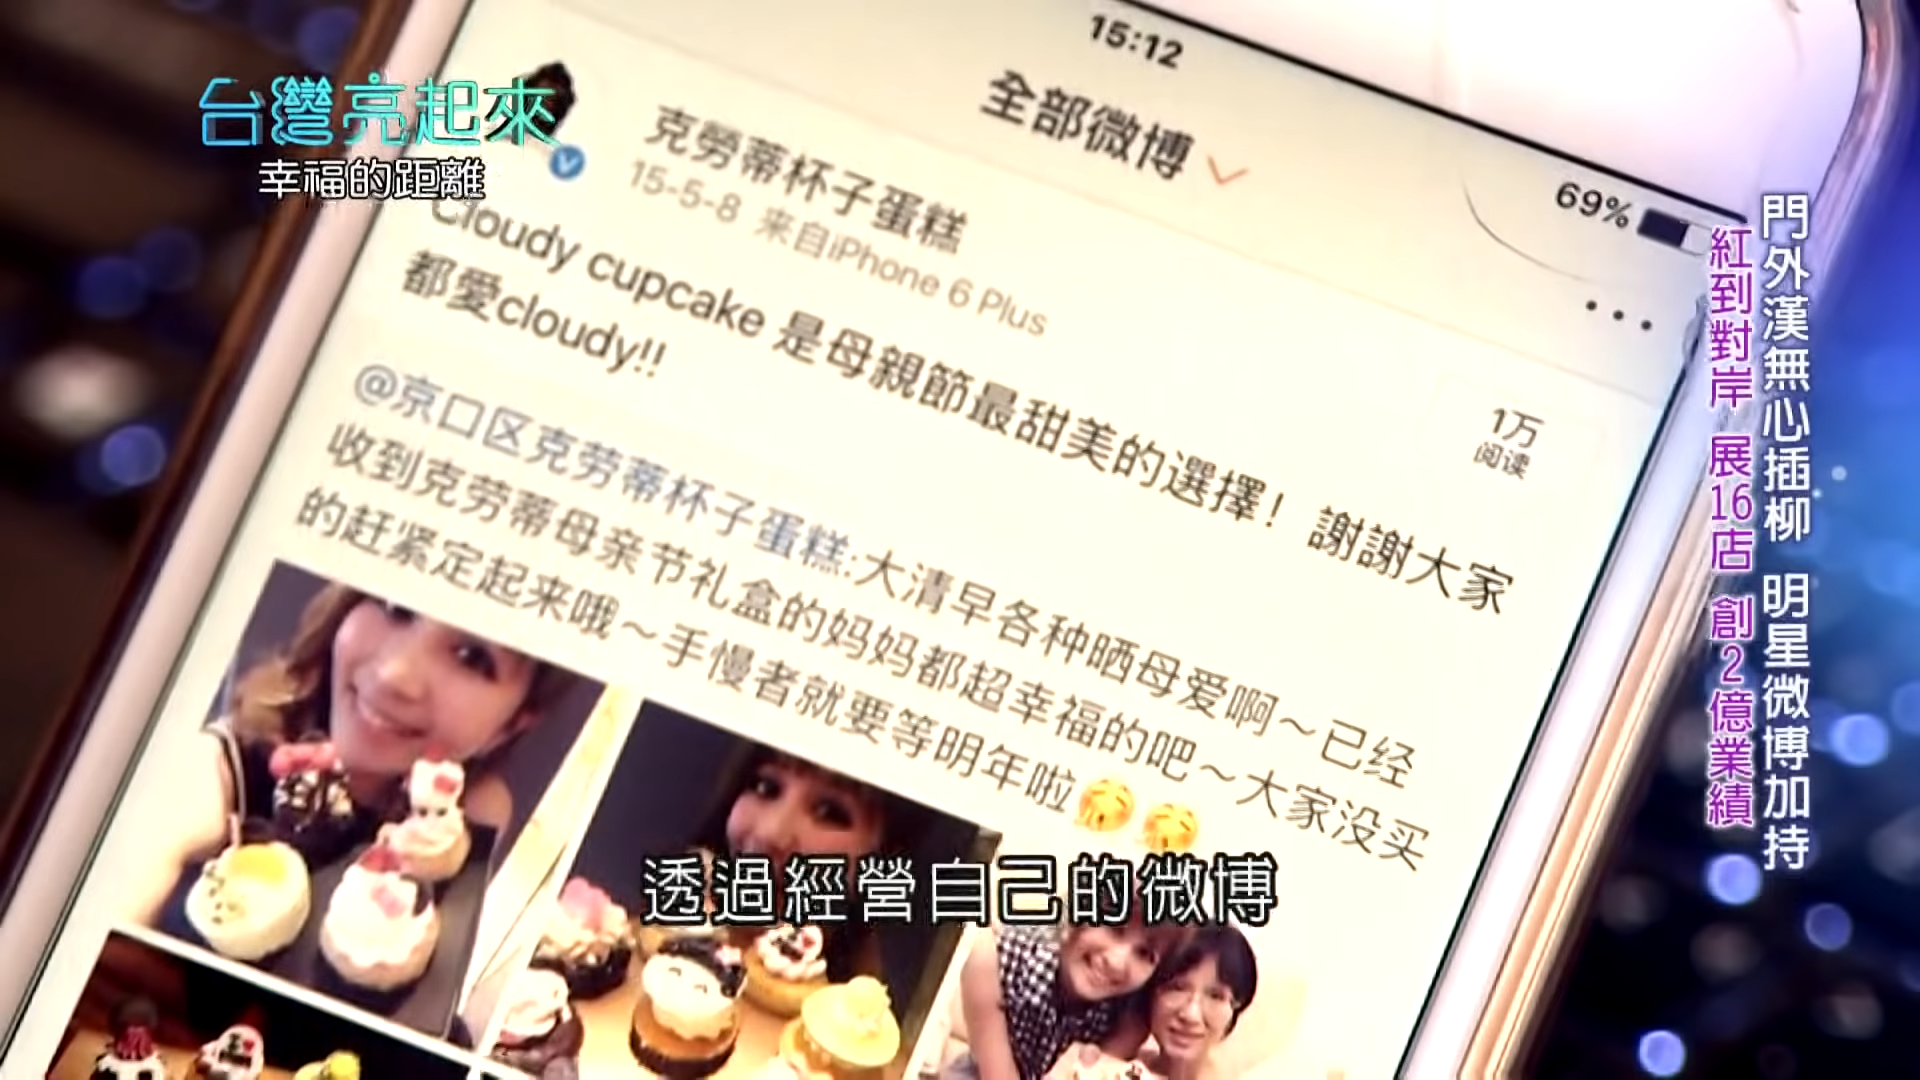 台灣亮起來
幸福的距離
15:12
全部微博
69%
克勞蒂杯子蛋糕
15-5-8 来自iPhone 6 Plus
1万
阅读
Cloudy cupcake 是母親節最甜美的選擇！謝謝大家
都愛cloudy!!
@京口区克劳蒂杯子蛋糕:大清早各种晒母爱啊～已经
收到克劳蒂母亲节礼盒的妈妈都超幸福的吧～大家没买
的赶紧定起来哦～手慢者就要等明年啦
透過經營自己的微博
門外漢無心插柳 明星微博加持
紅到對岸 展16店 創2億業績